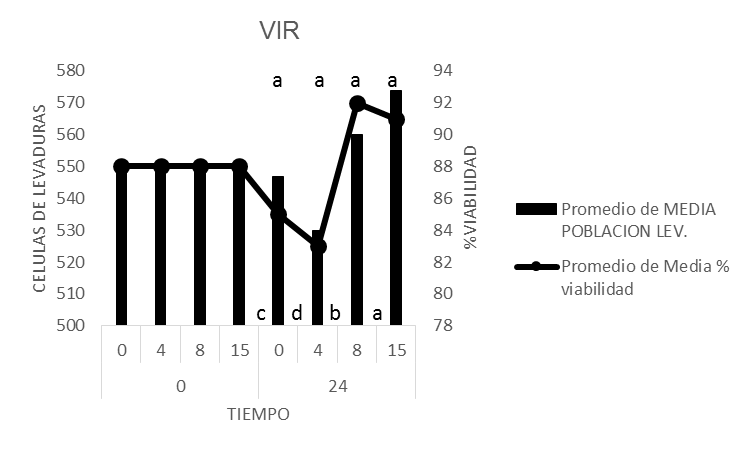 VIR
580 94
570 a a a a 92
560 90
550 88
540 86
530 84
520 82
510 80
500 c d b a 78
0 4 8 15 0 4 8 15
0 24
TIEMPO
CELULAS DE LEVADURAS
%VIABILIDAD
Promedio de MEDIA
POBLACION LEV.
Promedio de Media %
viabilidad